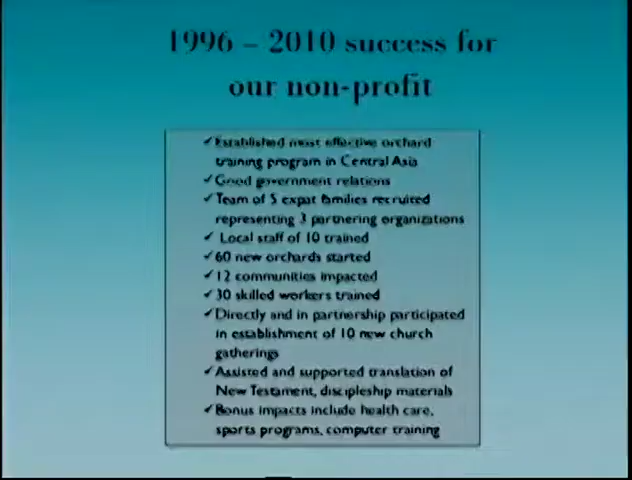 1996 – 2010 success for
our non-profit
✓Established most effective orchard
training program in Central Asia
✓Good government relations
✓Team of 5 expat families recruited
representing 3 partnering organizations
✓ Local staff of 10 trained
✓60 new orchards started
✓12 communities impacted
✓30 skilled workers trained
✓Directly and in partnership participated
in establishment of 10 new church
gatherings
✓Assisted and supported translation of
New Testament, discipleship materials
✓Bonus impacts include health care,
sports programs, computer training